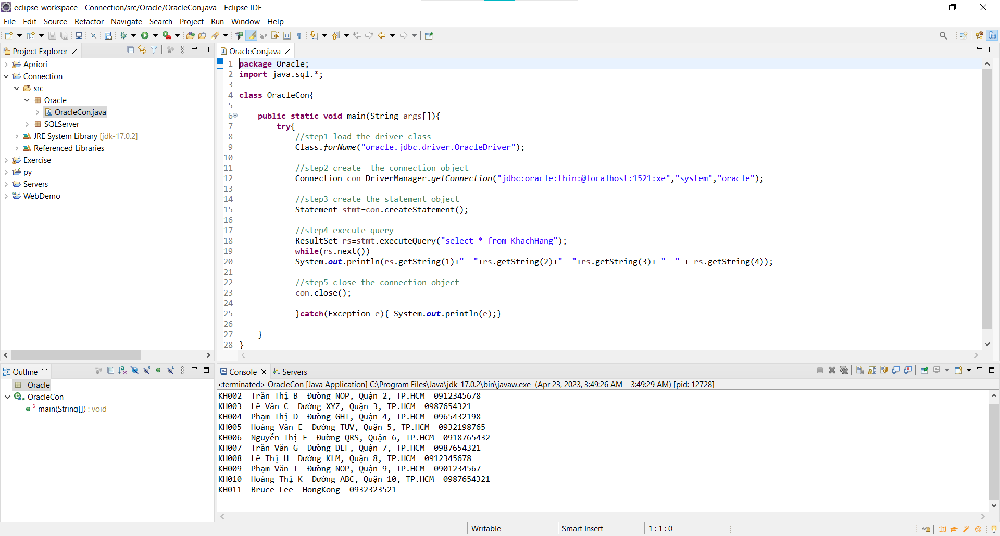 eclipse-workspace - Connection/src/Oracle/OracleCon.java - Eclipse IDE
File Edit Source Refactor Navigate Search Project Run Window Help
Project Explorer
Apriori
Connection
src
Oracle
OracleCon.java
SQLServer
JRE System Library [jdk-17.0.2]
Referenced Libraries
Exercise
py
Servers
WebDemo
OracleCon.java
1 package Oracle;
2 import java.sql.*;
3
4 class OracleCon{
5
6 public static void main(String args[]){
7 try{
8 //step1 load the driver class
9 Class.forName("oracle.jdbc.driver.OracleDriver");
10
11 //step2 create  the connection object
12 Connection con=DriverManager.getConnection("jdbc:oracle:thin:@localhost:1521:xe","system","oracle");
13
14 //step3 create the statement object
15 Statement stmt=con.createStatement();
16
17 //step4 execute query
18 ResultSet rs=stmt.executeQuery("select * from KhachHang");
19 while(rs.next())
20 System.out.println(rs.getString(1)+"  "+rs.getString(2)+"  "+rs.getString(3)+ "  " + rs.getString(4));
21
22 //step5 close the connection object
23 con.close();
24
25 }catch(Exception e){ System.out.println(e);}
26
27 }
28 }
Outline
Oracle
OracleCon
main(String[]) : void
Console Servers
<terminated> OracleCon [Java Application] C:\Program Files\Java\jdk-17.0.2\bin\javaw.exe (Apr 23, 2023, 3:49:26 AM – 3:49:29 AM) [pid: 12728]
KH002  Trần Thị B  Đường NOP, Quận 2, TP.HCM  0912345678
KH003  Lê Văn C  Đường XYZ, Quận 3, TP.HCM  0987654321
KH004  Phạm Thị D  Đường GHI, Quận 4, TP.HCM  0965432198
KH005  Hoàng Văn E  Đường TUV, Quận 5, TP.HCM  0932198765
KH006  Nguyễn Thị F  Đường QRS, Quận 6, TP.HCM  0918765432
KH007  Trần Văn G  Đường DEF, Quận 7, TP.HCM  0987654321
KH008  Lê Thị H  Đường KLM, Quận 8, TP.HCM  0912345678
KH009  Phạm Văn I  Đường NOP, Quận 9, TP.HCM  0901234567
KH010  Hoàng Thị K  Đường ABC, Quận 10, TP.HCM  0987654321
KH011  Bruce Lee  HongKong  0932323521
Writable Smart Insert 1 : 1 : 0